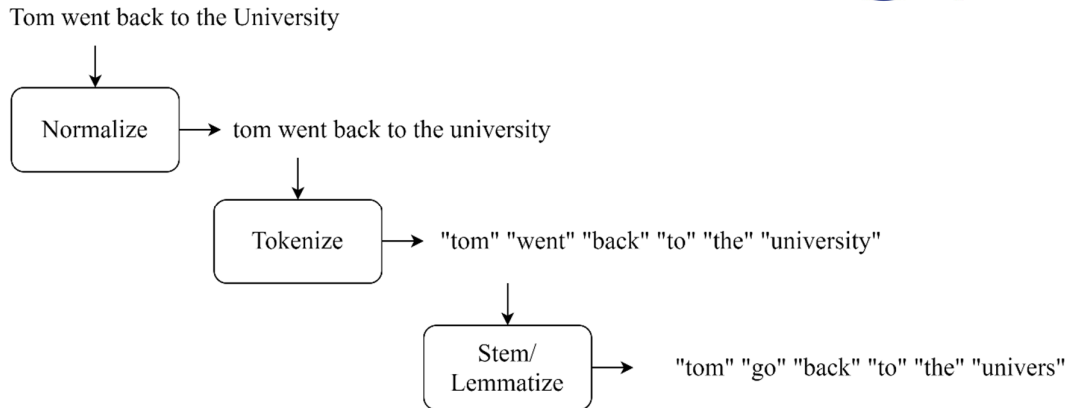 Tom went back to the University
Normalize
tom went back to the university
Tokenize
"tom" "went" "back" "to" "the" "university"
Stem/
Lemmatize
"tom" "go" "back" "to" "the" "univers"